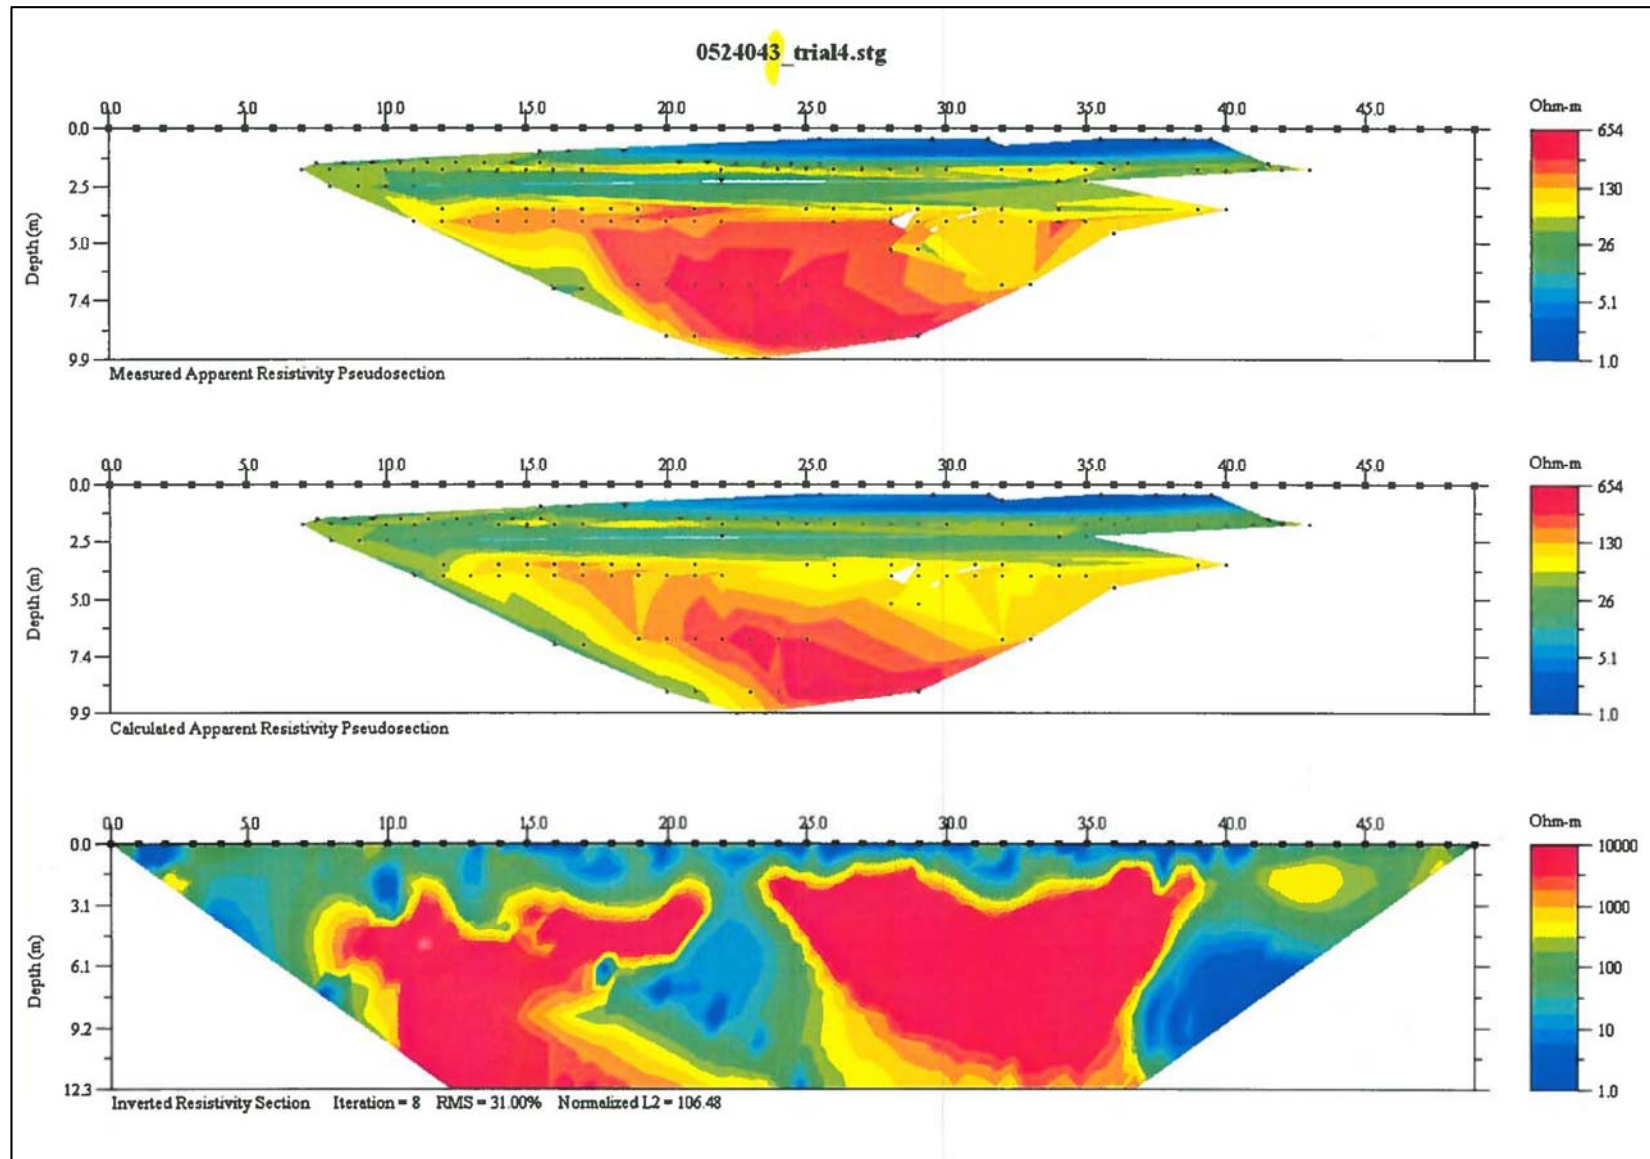 0524043_trial4.stg
0.0 5.0 10.0 15.0 20.0 25.0 30.0 35.0 40.0 45.0 Ohm-m
0.0 654
2.5 130
Depth (m) 5.0 26
7.4 5.1
9.9 1.0
Measured Apparent Resistivity Pseudosection
0.0 5.0 10.0 15.0 20.0 25.0 30.0 35.0 40.0 45.0 Ohm-m
0.0 654
2.5 130
Depth (m) 5.0 26
7.4 5.1
9.9 1.0
Calculated Apparent Resistivity Pseudosection
0.0 5.0 10.0 15.0 20.0 25.0 30.0 35.0 40.0 45.0 Ohm-m
0.0 10000
3.1 1000
Depth (m) 6.1 100
9.2 10
12.3 1.0
Inverted Resistivity Section Iteration = 8 RMS = 31.00% Normalized L2 = 106.48